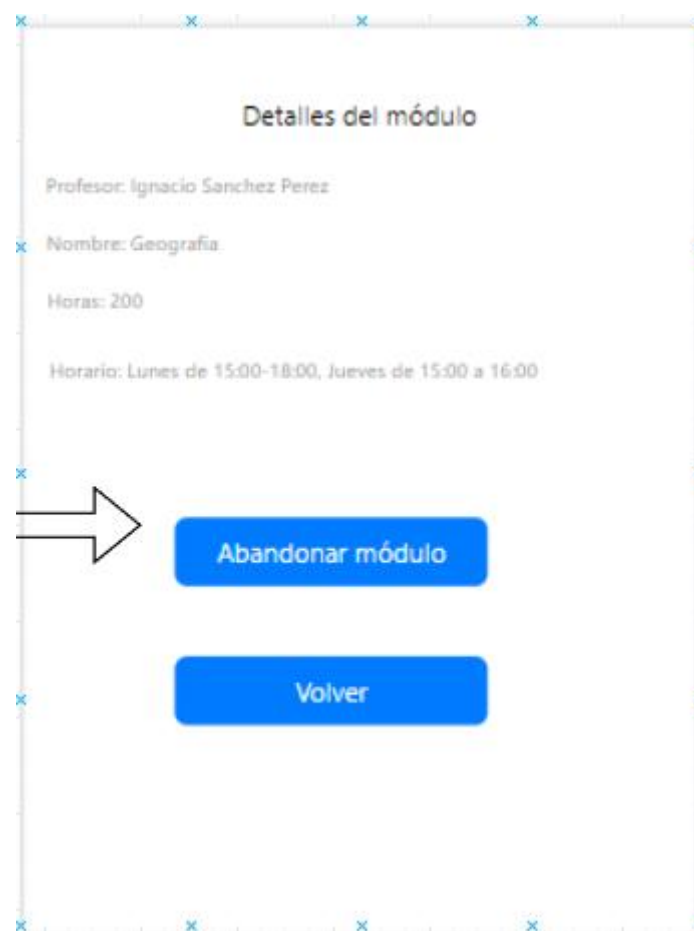 Detalles del módulo
Profesor: Ignacio Sanchez Perez
Nombre: Geografia
Horas: 200
Horario: Lunes de 15:00-18:00, Jueves de 15:00 a 16:00
Abandonar módulo
Volver